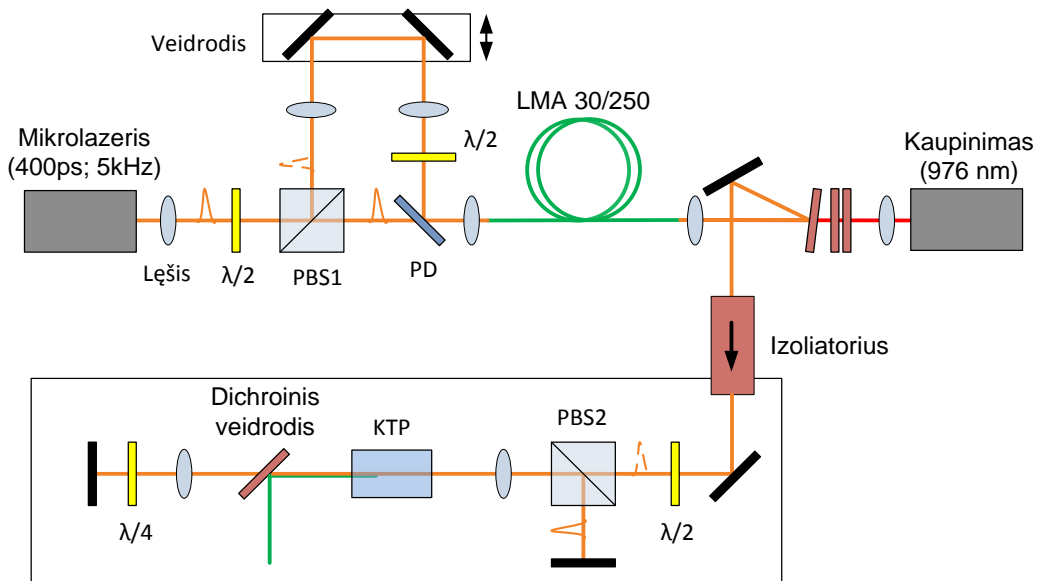 Veidrodis
LMA 30/250
Mikrolazeris
(400ps; 5kHz)
λ/2
Kaupinimas
(976 nm)
Lęšis
λ/2
PBS1
PD
Izoliatorius
Dichroinis
veidrodis
KTP
PBS2
λ/4
λ/2